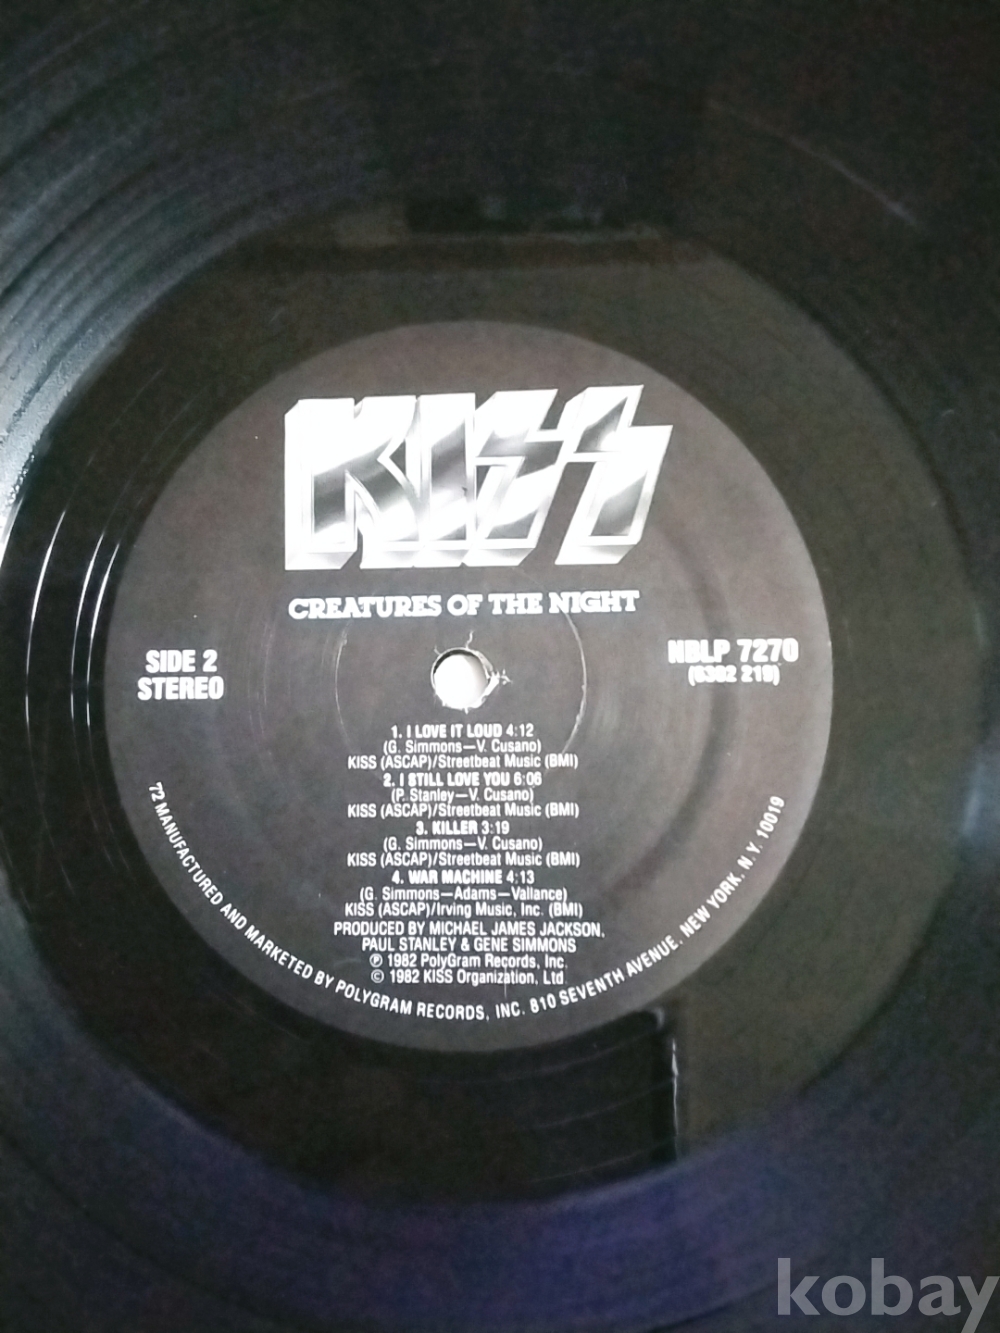 KISS
CREATURES OF THE NIGHT
SIDE 2
STEREO
NBLP 7270
(6302 219)
1. I LOVE IT LOUD 4:12
(G. Simmons—V. Cusano)
KISS (ASCAP)/Streetbeat Music (BMI)
2. I STILL LOVE YOU 6:06
(P. Stanley—V. Cusano)
KISS (ASCAP)/Streetbeat Music (BMI)
3. KILLER 3:19
(G. Simmons—V. Cusano)
KISS (ASCAP)/Streetbeat Music (BMI)
4. WAR MACHINE 4:13
(G. Simmons—Adams—Vallance)
KISS (ASCAP)/Irving Music, Inc. (BMI)
PRODUCED BY MICHAEL JAMES JACKSON,
PAUL STANLEY & GENE SIMMONS
℗ 1982 PolyGram Records, Inc.
© 1982 KISS Organization, Ltd.
72 MANUFACTURED AND MARKETED BY POLYGRAM RECORDS, INC. 810 SEVENTH AVENUE, NEW YORK, N.Y. 10019
kobay